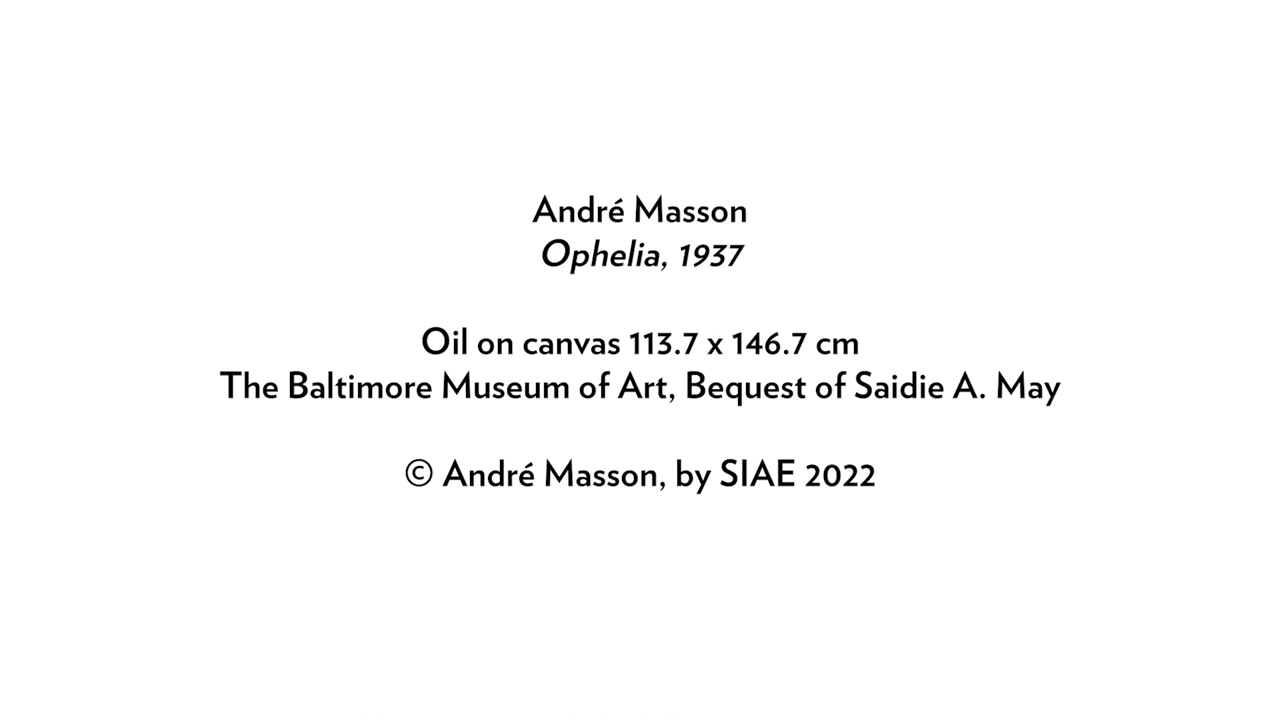 André Masson
Ophelia, 1937
Oil on canvas 113.7 x 146.7 cm
The Baltimore Museum of Art, Bequest of Saidie A. May
© André Masson, by SIAE 2022